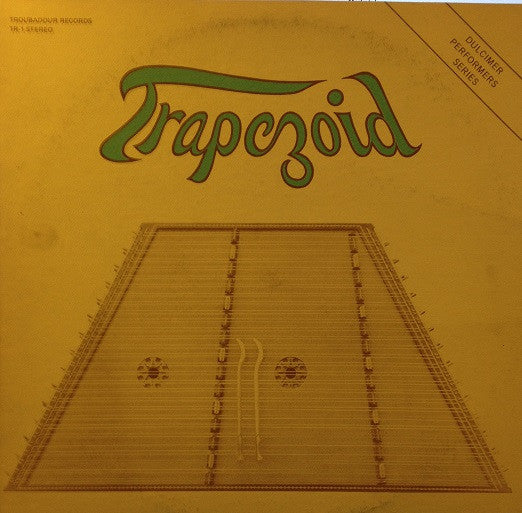 TROUBADOUR RECORDS
TR-1 STEREO
DULCIMER
PERFORMERS
SERIES
Trapezoid